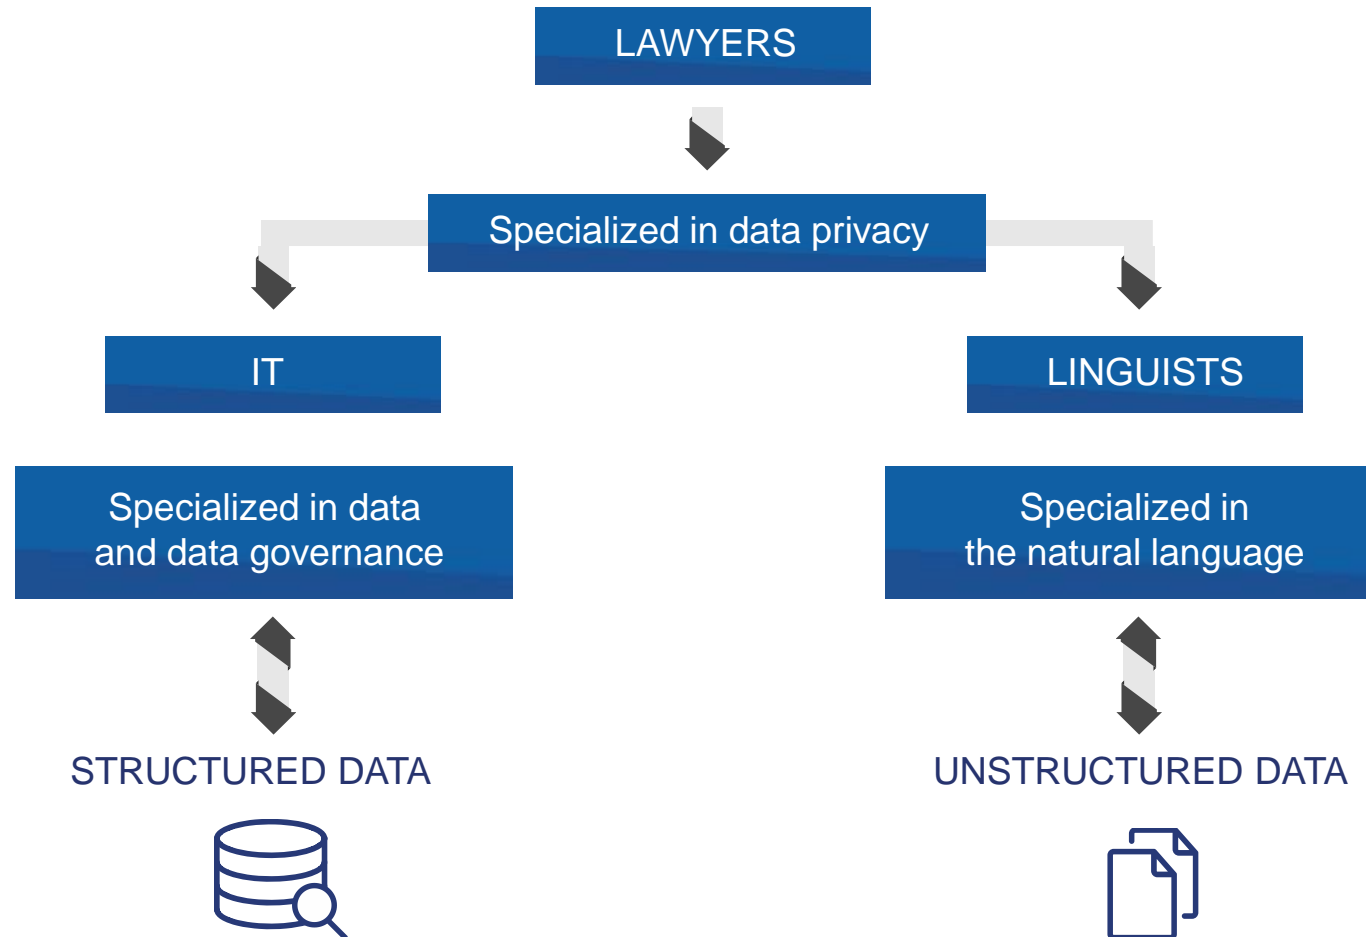 LAWYERS
Specialized in data privacy
IT
LINGUISTS
Specialized in data
and data governance
Specialized in
the natural language
STRUCTURED DATA
UNSTRUCTURED DATA